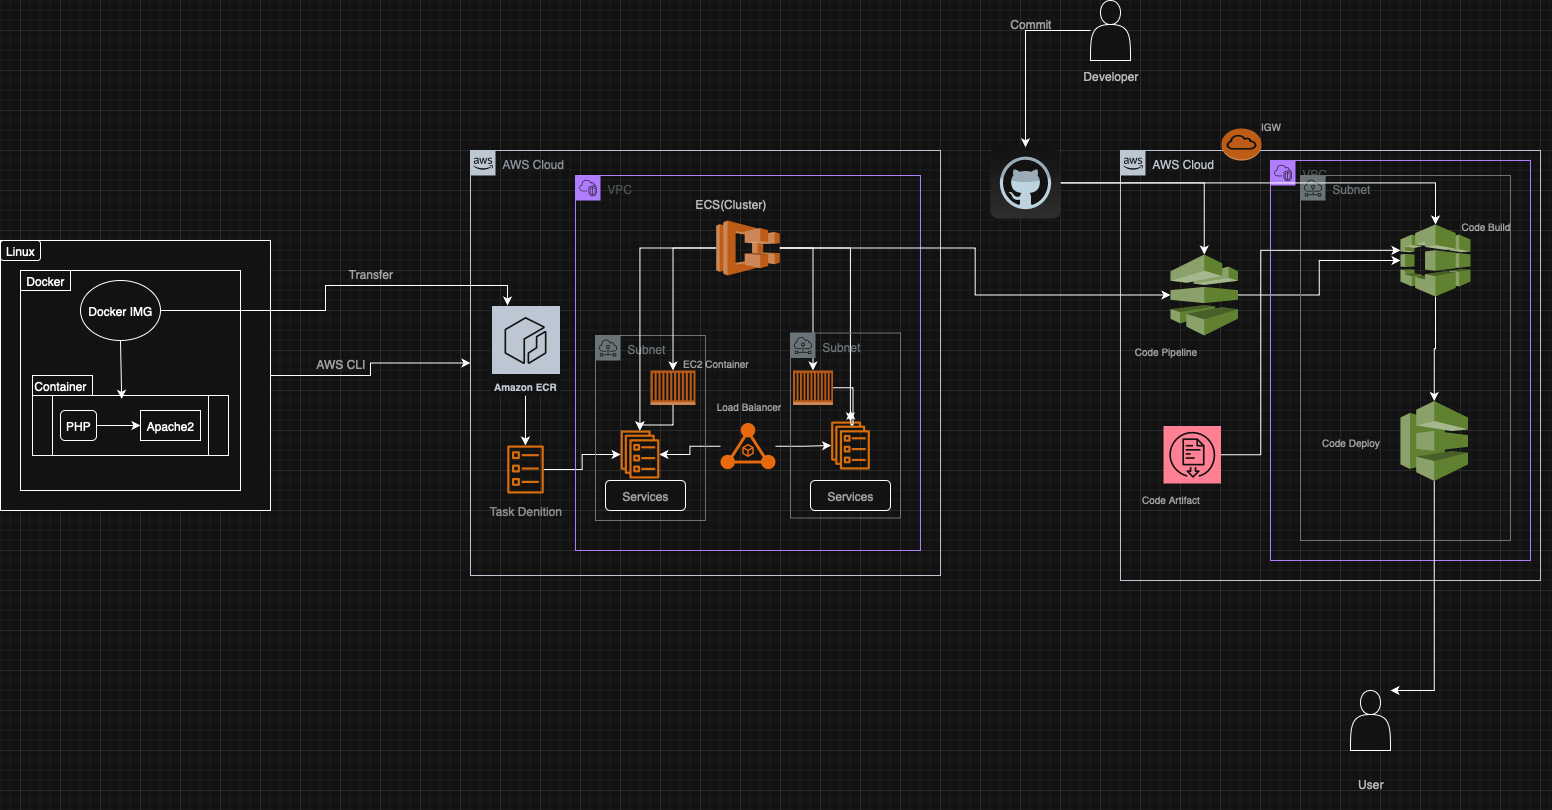 Commit
Developer
IGW
aws
AWS Cloud
aws
AWS Cloud
VPC
VPC
Subnet
ECS(Cluster)
Code Build
Linux
Docker
Transfer
Docker IMG
Subnet
Subnet
Code Pipeline
AWS CLI
EC2 Container
Amazon ECR
Container
Load Balancer
PHP
Apache2
Code Deploy
Services
Services
Code Artifact
Task Denition
User